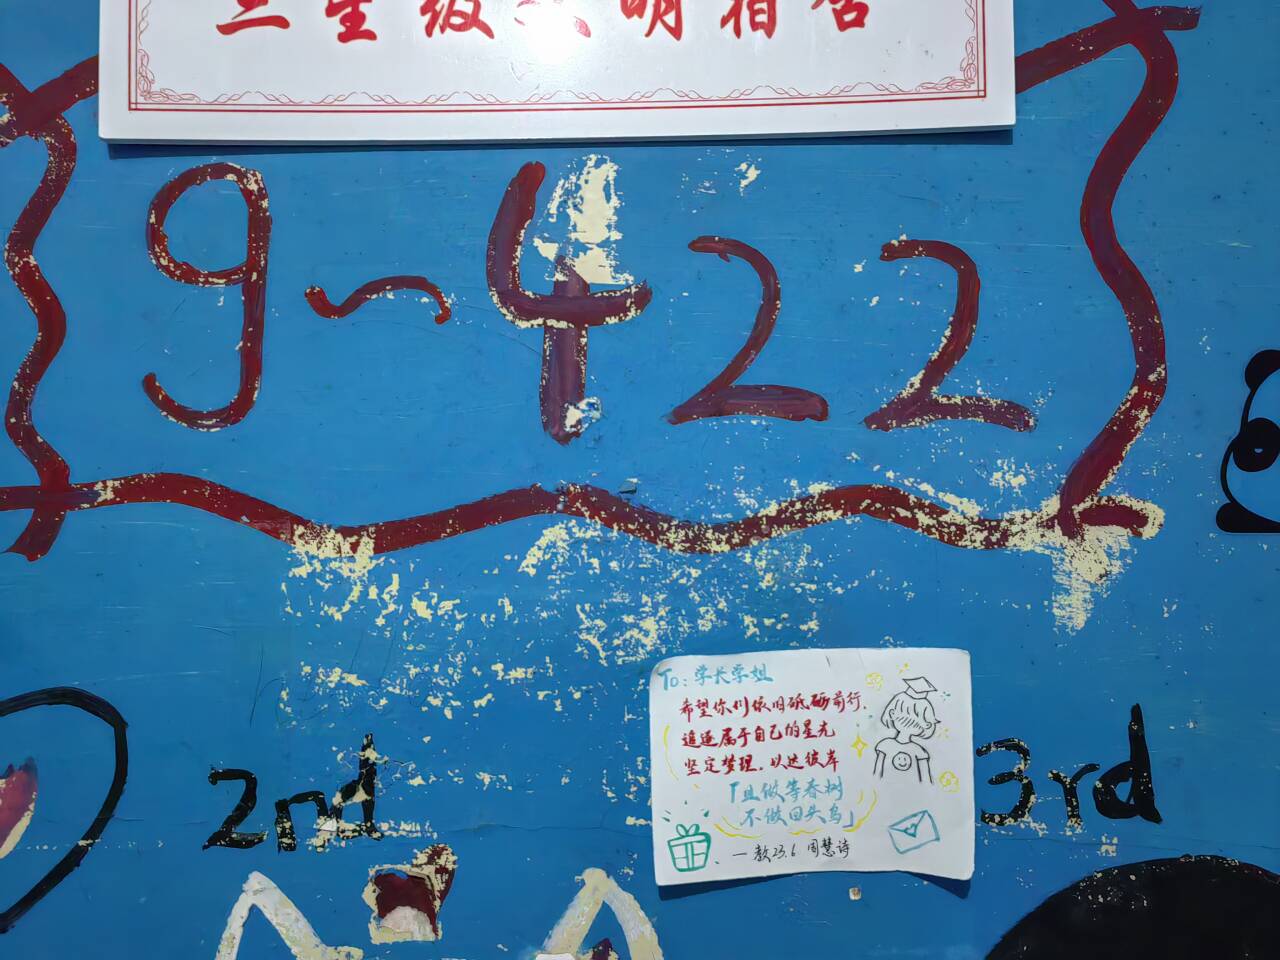 三星级文明宿舍
9~422
To: 学长学姐
希望你们依旧砥砺前行,
追逐属于自己的星光
坚定梦理,以达彼岸
「且做等春树
不做回头鸟」
—教23.6 周慧诗
2nd
3rd